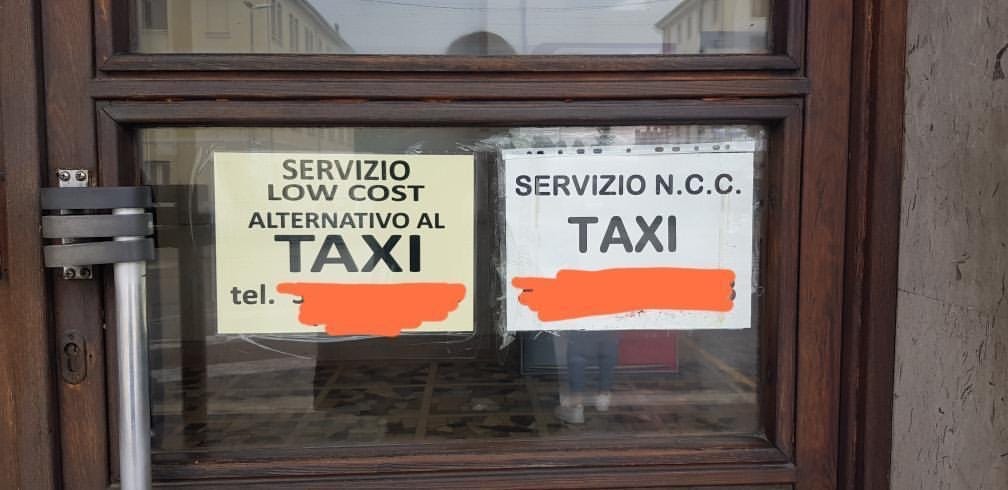 SERVIZIO
LOW COST
ALTERNATIVO AL
TAXI
tel.
SERVIZIO N.C.C.
TAXI